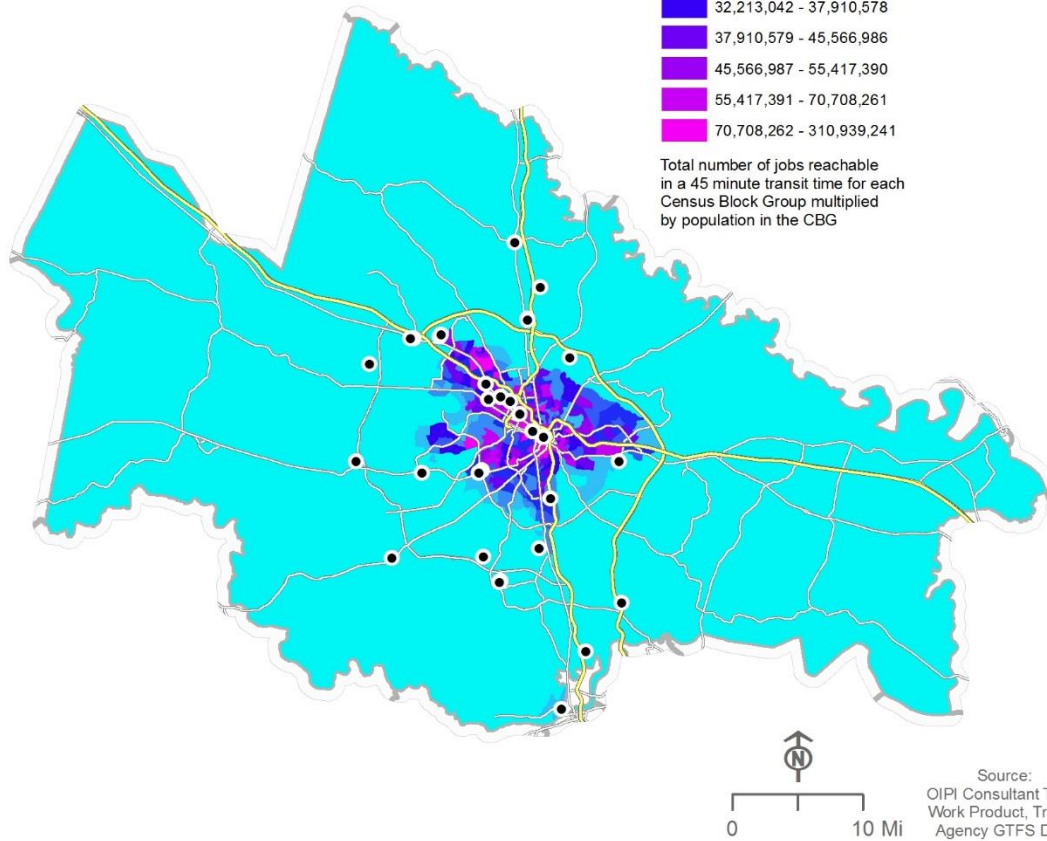 32,213,042 - 37,910,578
37,910,579 - 45,566,986
45,566,987 - 55,417,390
55,417,391 - 70,708,261
70,708,262 - 310,939,241
Total number of jobs reachable
in a 45 minute transit time for each
Census Block Group multiplied
by population in the CBG
N
0 10 Mi
Source:
OIPI Consultant
Work Product,
Agency GTFS